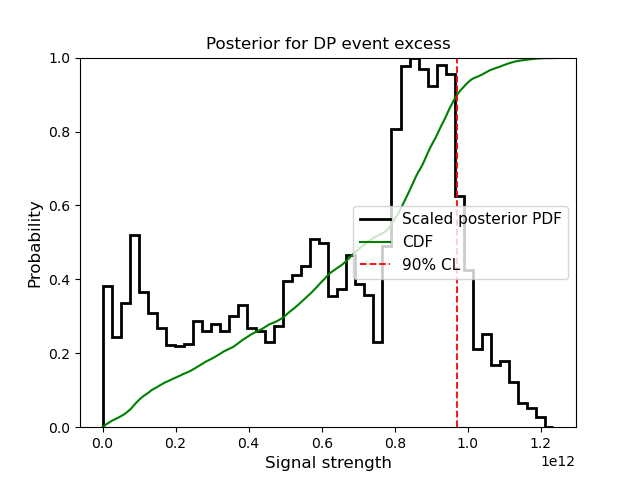 Posterior for DP event excess
1.0
0.8
0.6
0.4
0.2
0.0
Probability
Scaled posterior PDF
CDF
90% CL
0.0 0.2 0.4 0.6 0.8 1.0 1.2
1e12
Signal strength